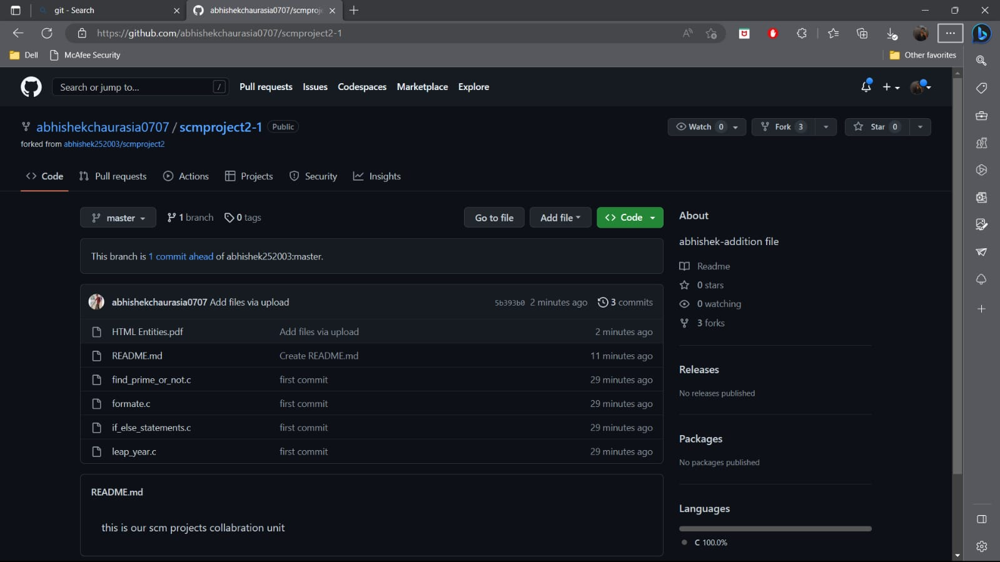 git - Search
abhishekchaurasia0707/scmproje
https://github.com/abhishekchaurasia0707/scmproject2-1
Dell
McAfee Security
Other favorites
Search or jump to...
/
Pull requests
Issues
Codespaces
Marketplace
Explore
abhishekchaurasia0707 / scmproject2-1
Public
Watch 0
Fork 3
Star 0
forked from abhishek252003/scmproject2
Code
Pull requests
Actions
Projects
Security
Insights
master
1 branch
0 tags
Go to file
Add file
Code
This branch is 1 commit ahead of abhishek252003:master.
abhishekchaurasia0707 Add files via upload
5b393b0 2 minutes ago
3 commits
HTML Entities.pdf
Add files via upload
2 minutes ago
README.md
Create README.md
11 minutes ago
find_prime_or_not.c
first commit
29 minutes ago
formate.c
first commit
29 minutes ago
if_else_statements.c
first commit
29 minutes ago
leap_year.c
first commit
29 minutes ago
README.md
this is our scm projects collabration unit
About
abhishek-addition file
Readme
0 stars
0 watching
3 forks
Releases
No releases published
Packages
No packages published
Languages
C 100.0%